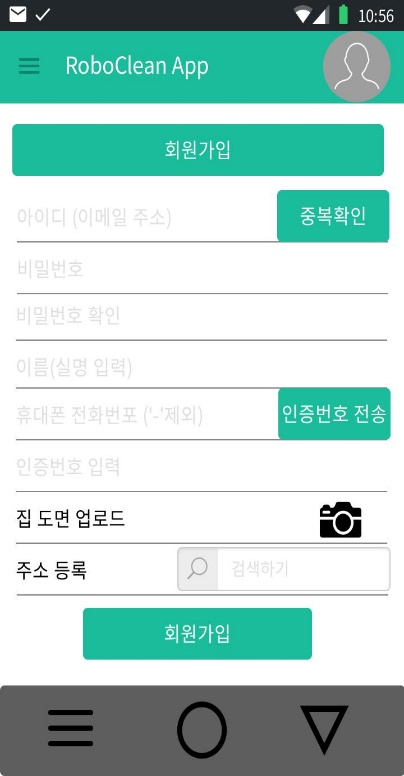 10:56
RoboClean App
회원가입
아이디 (이메일 주소)
중복확인
비밀번호
비밀번호 확인
이름(실명 입력)
휴대폰 전화번포 ('-'제외)
인증번호 전송
인증번호 입력
집 도면 업로드
주소 등록
검색하기
회원가입